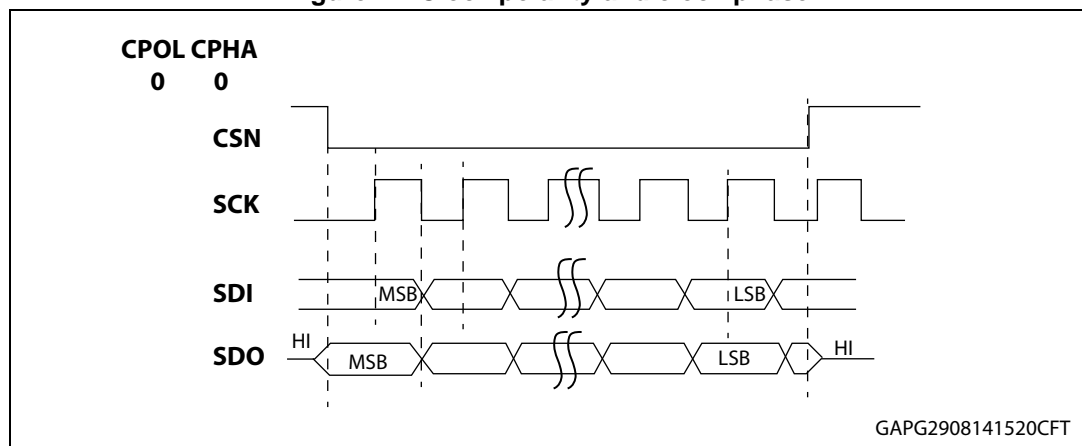 CPOL CPHA
0 0
CSN
SCK
SDI MSB LSB
HI HI
SDO MSB LSB
GAPG2908141520CFT